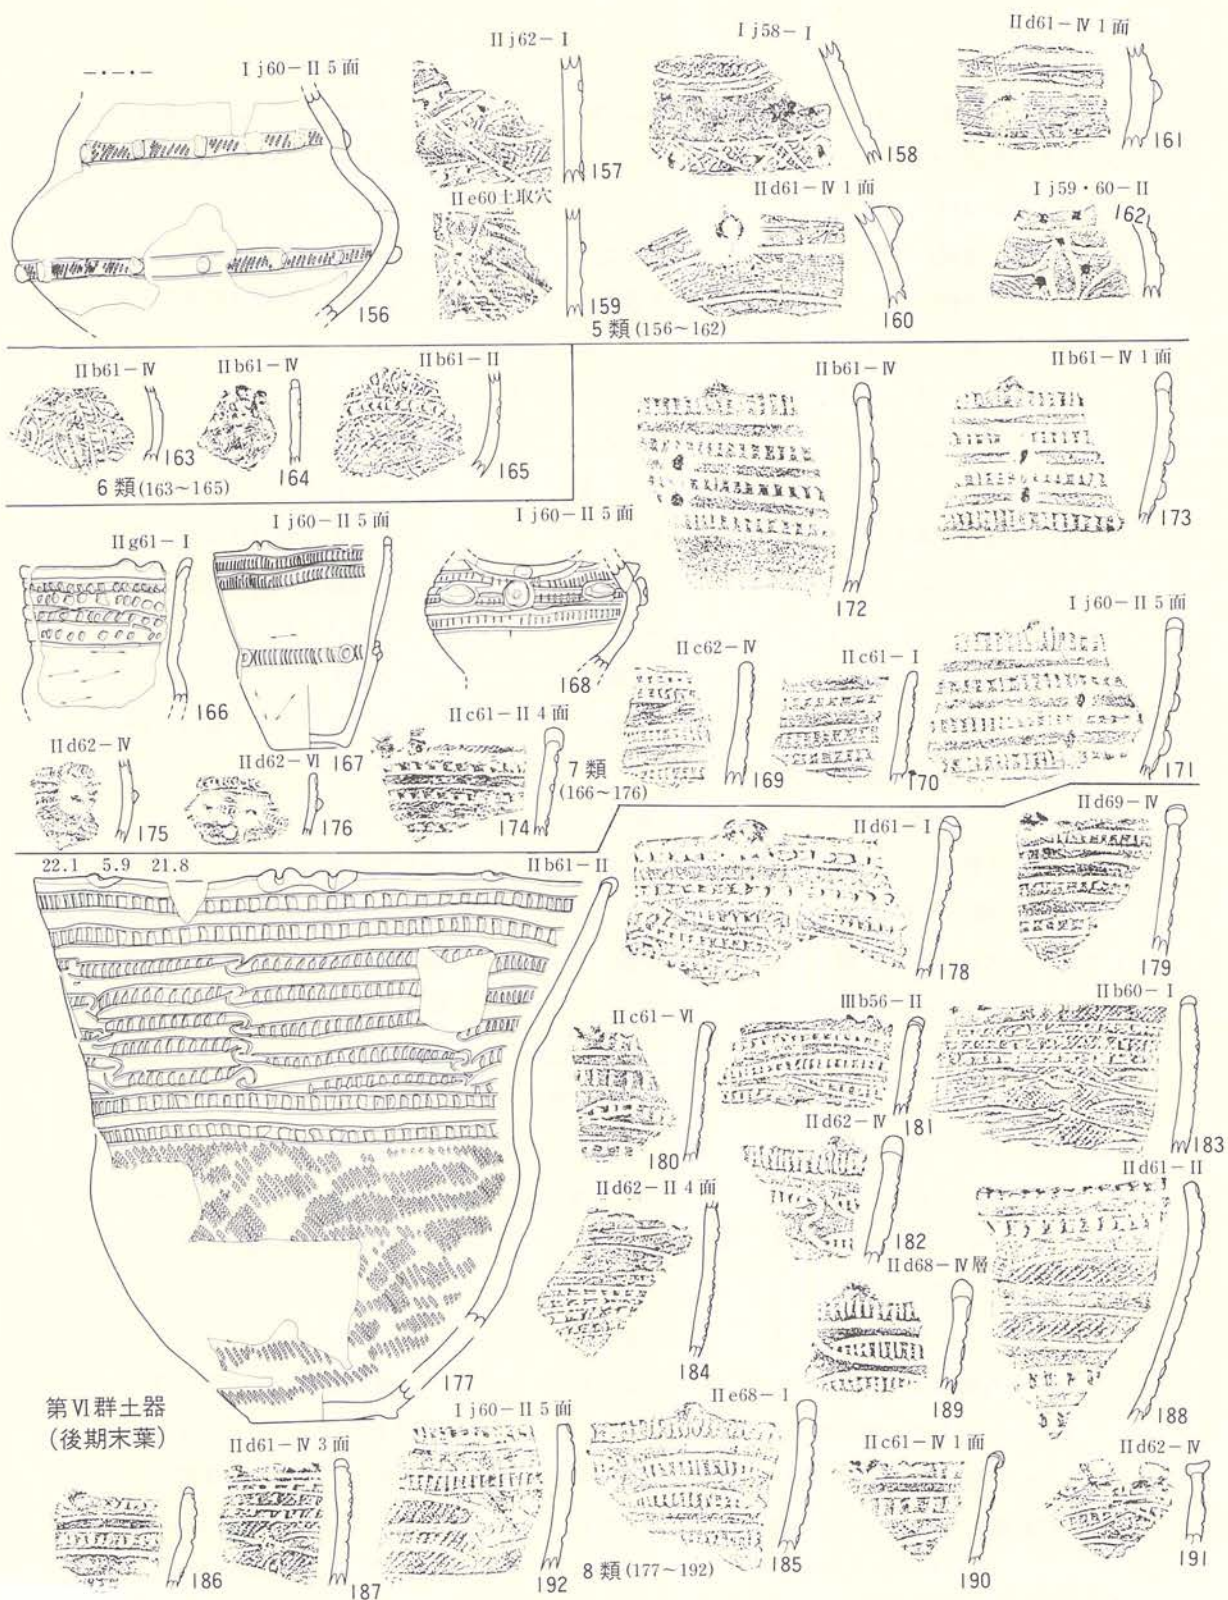 －・－・－
I j60－II 5 面
156
II j62－I
157
I j58－I
158
II d61－IV 1 面
161
II e60 土取穴
159
II d61－IV 1 面
160
I j59・60－II
162
5 類 (156〜162)
II b61－IV
163
II b61－IV
164
II b61－II
165
6 類 (163〜165)
II b61－IV
172
II b61－IV 1 面
173
II g61－I
166
I j60－II 5 面
167
I j60－II 5 面
168
II c62－IV
169
II c61－I
170
I j60－II 5 面
171
II d62－IV
175
II d62－VI
176
II c61－II 4 面
174
7 類
(166〜176)
22.1 5.9 21.8
II b61－II
177
II d61－I
178
II d69－IV
179
II c61－VI
180
III b56－II
181
II b60－I
183
II d62－IV
182
II d62－II 4 面
184
II d61－II
188
II d68－IV 層
189
第 VI 群土器
(後期末葉)
186
II d61－IV 3 面
187
I j60－II 5 面
192
II e68－1
185
II c61－IV 1 面
190
II d62－IV
191
8 類 (177〜192)